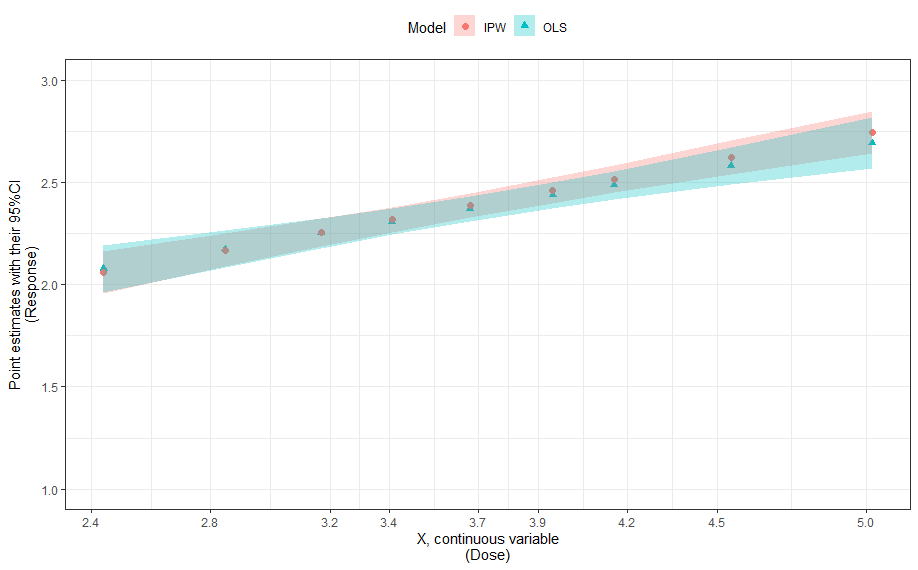 Model IPW OLS
3.0
2.5
2.0
1.5
1.0
Point estimates with their 95%CI
(Response)
2.4 2.8 3.2 3.4 3.7 3.9 4.2 4.5 5.0
X, continuous variable
(Dose)